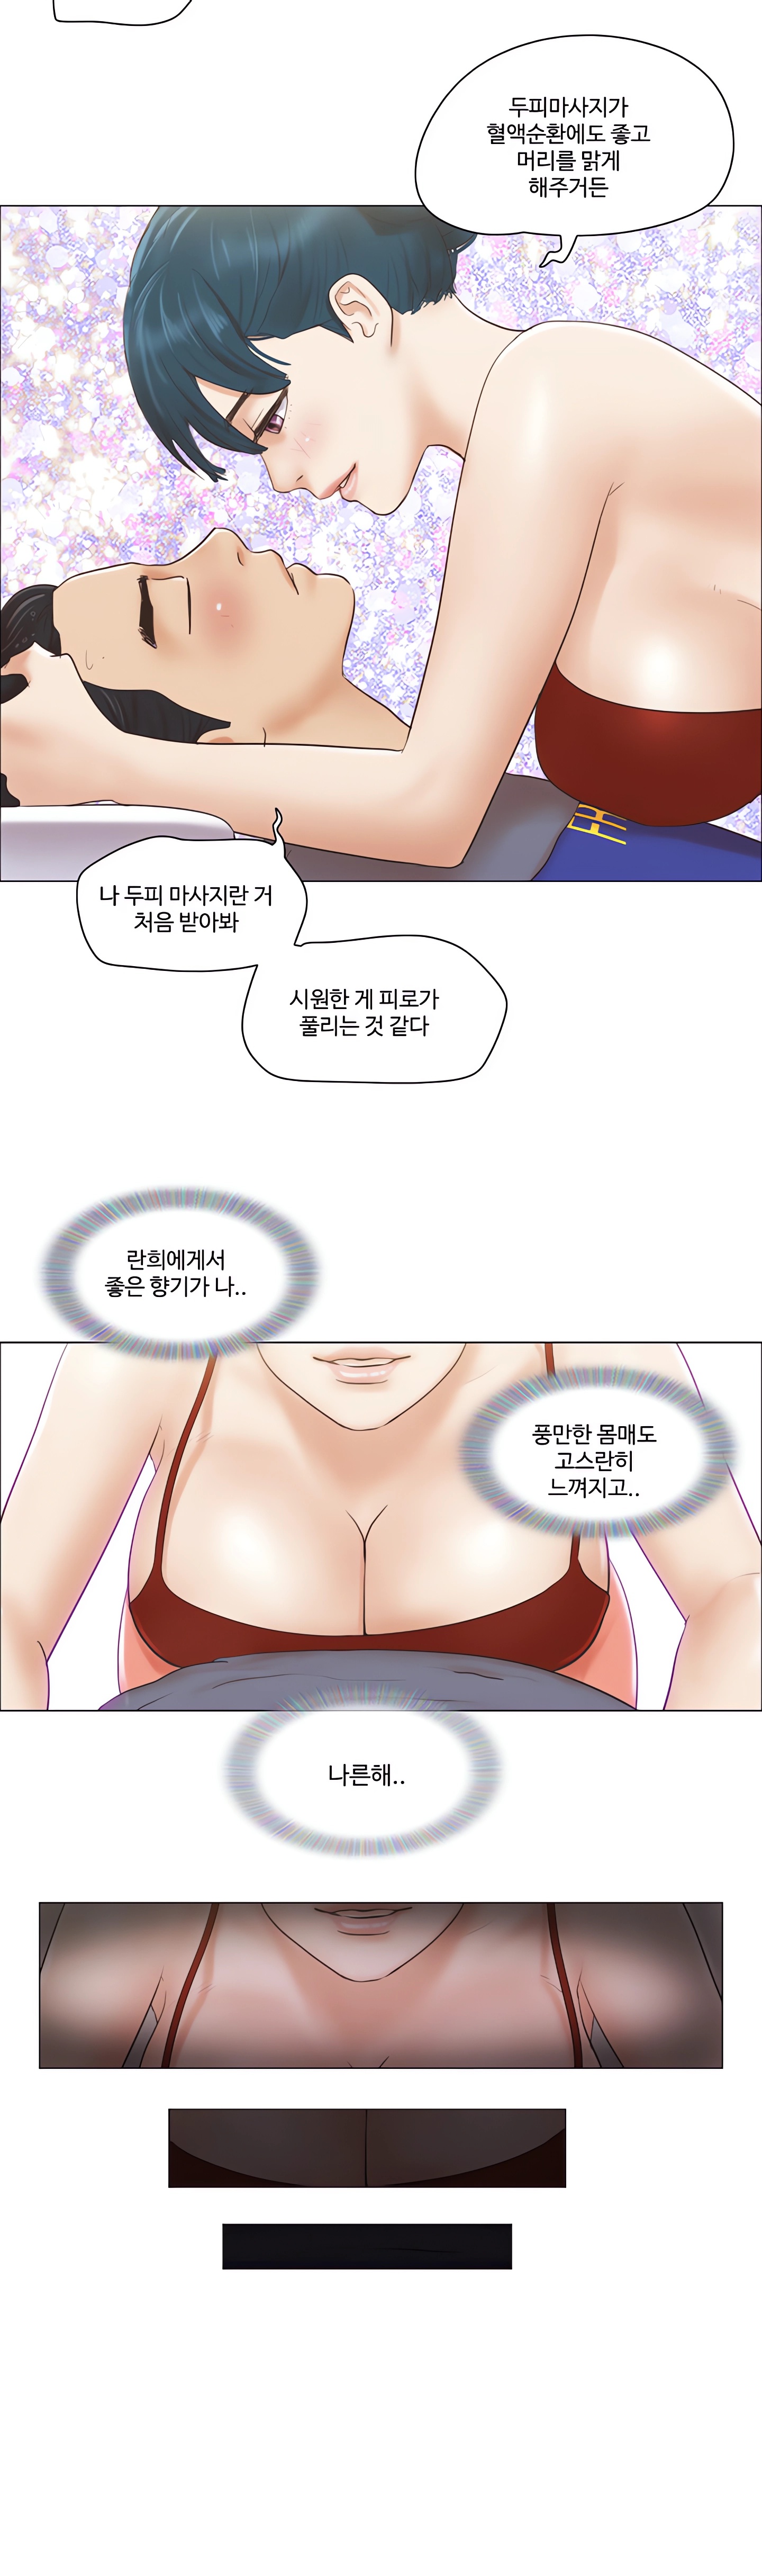 두피마사지가
혈액순환에도 좋고
머리를 맑게
해주거든
나 두피 마사지란 거
처음 받아봐
시원한 게 피로가
풀리는 것 같다
란희에게서
좋은 향기가 나..
풍만한 몸매도
고스란히
느껴지고..
나른해..